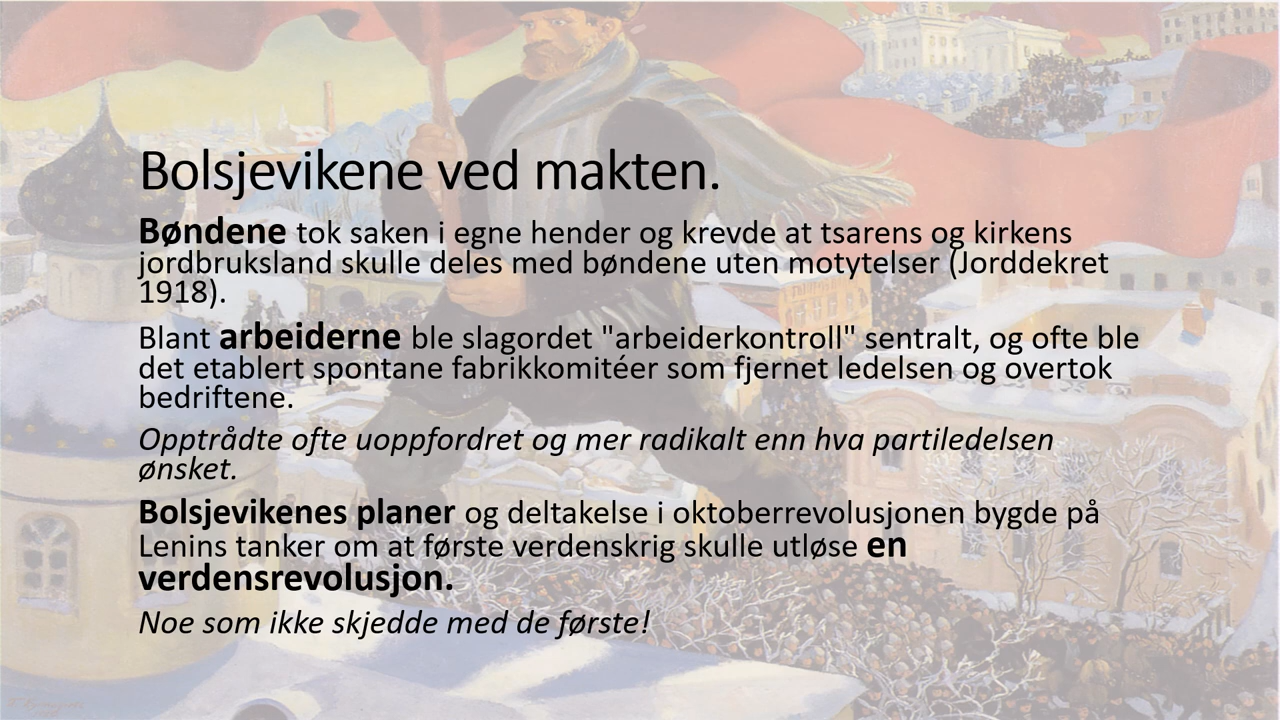 Bolsjevikene ved makten.
Bøndene tok saken i egne hender og krevde at tsarens og kirkens
jordbruksland skulle deles med bøndene uten motytelser (Jorddekret
1918).
Blant arbeiderne ble slagordet "arbeiderkontroll" sentralt, og ofte ble
det etablert spontane fabrikkomitéer som fjernet ledelsen og overtok
bedriftene.
Opptrådte ofte uoppfordret og mer radikalt enn hva partiledelsen
ønsket.
Bolsjevikenes planer og deltakelse i oktoberrevolusjonen bygde på
Lenins tanker om at første verdenskrig skulle utløse en
verdensrevolusjon.
Noe som ikke skjedde med de første!